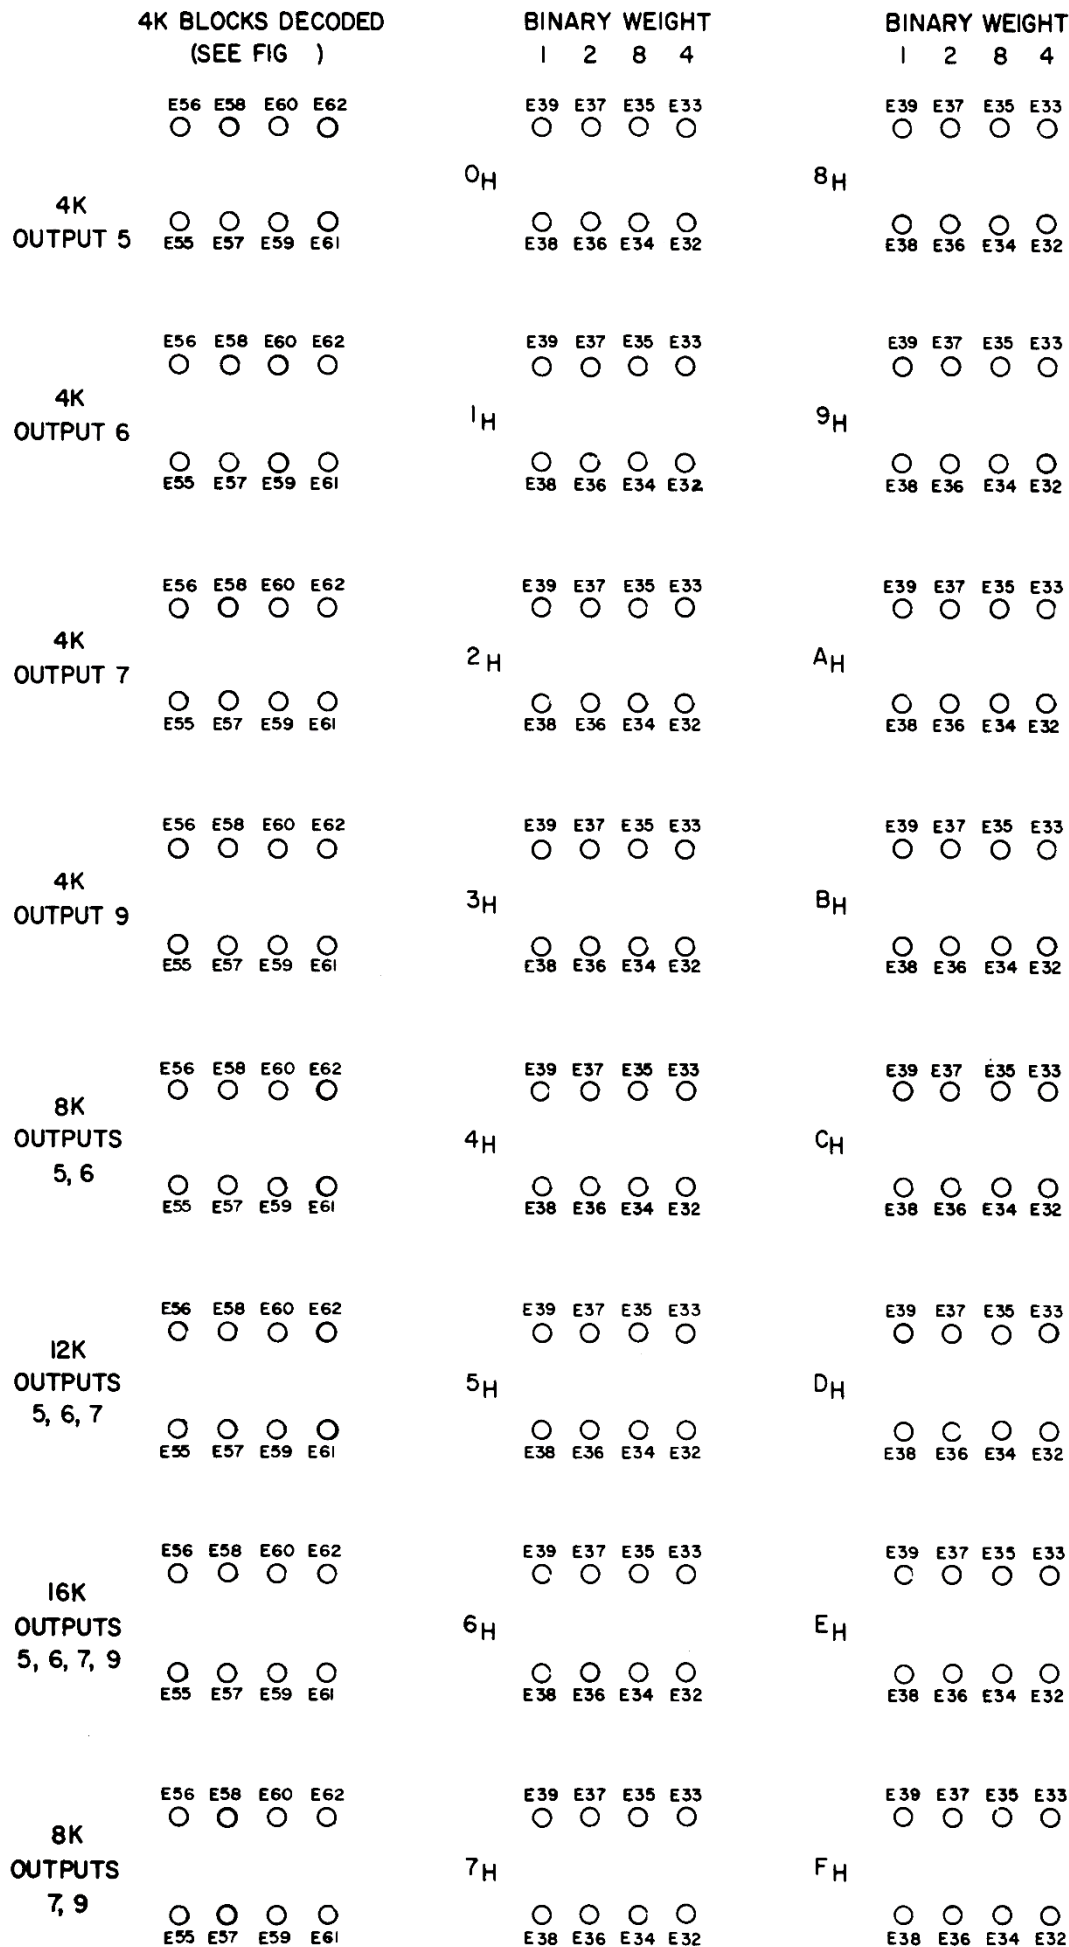 4K BLOCKS DECODED BINARY WEIGHT BINARY WEIGHT
(SEE FIG ) 1 2 8 4 1 2 8 4
E56 E58 E60 E62 E39 E37 E35 E33 E39 E37 E35 E33
0H 8H
4K
OUTPUT 5
E55 E57 E59 E61 E38 E36 E34 E32 E38 E36 E34 E32
E56 E58 E60 E62 E39 E37 E35 E33 E39 E37 E35 E33
4K
1H 9H
OUTPUT 6
E55 E57 E59 E61 E38 E36 E34 E32 E38 E36 E34 E32
E56 E58 E60 E62 E39 E37 E35 E33 E39 E37 E35 E33
4K
2H AH
OUTPUT 7
E55 E57 E59 E61 E38 E36 E34 E32 E38 E36 E34 E32
E56 E58 E60 E62 E39 E37 E35 E33 E39 E37 E35 E33
4K
3H BH
OUTPUT 9
E55 E57 E59 E61 E38 E36 E34 E32 E38 E36 E34 E32
E56 E58 E60 E62 E39 E37 E35 E33 E39 E37 E35 E33
8K
OUTPUTS 4H CH
5, 6
E55 E57 E59 E61 E38 E36 E34 E32 E38 E36 E34 E32
E56 E58 E60 E62 E39 E37 E35 E33 E39 E37 E35 E33
12K
OUTPUTS 5H DH
5, 6, 7
E55 E57 E59 E61 E38 E36 E34 E32 E38 E36 E34 E32
E56 E58 E60 E62 E39 E37 E35 E33 E39 E37 E35 E33
16K
OUTPUTS 6H EH
5, 6, 7, 9
E55 E57 E59 E61 E38 E36 E34 E32 E38 E36 E34 E32
E56 E58 E60 E62 E39 E37 E35 E33 E39 E37 E35 E33
8K
OUTPUTS 7H FH
7, 9
E55 E57 E59 E61 E38 E36 E34 E32 E38 E36 E34 E32